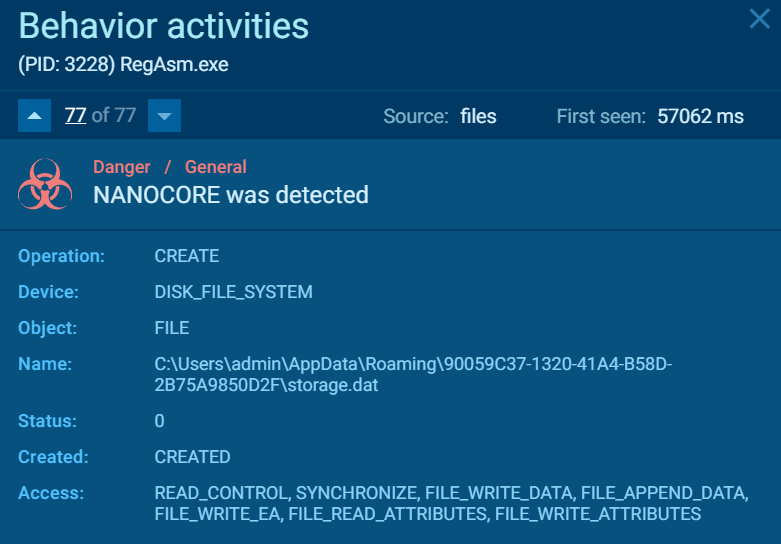 Behavior activities
(PID: 3228) RegAsm.exe
77 of 77 Source: files First seen: 57062 ms
Danger / General
NANOCORE was detected
Operation: CREATE
Device: DISK_FILE_SYSTEM
Object: FILE
Name: C:\Users\admin\AppData\Roaming\90059C37-1320-41A4-B58D-
2B75A9850D2F\storage.dat
Status: 0
Created: CREATED
Access: READ_CONTROL, SYNCHRONIZE, FILE_WRITE_DATA, FILE_APPEND_DATA,
FILE_WRITE_EA, FILE_READ_ATTRIBUTES, FILE_WRITE_ATTRIBUTES